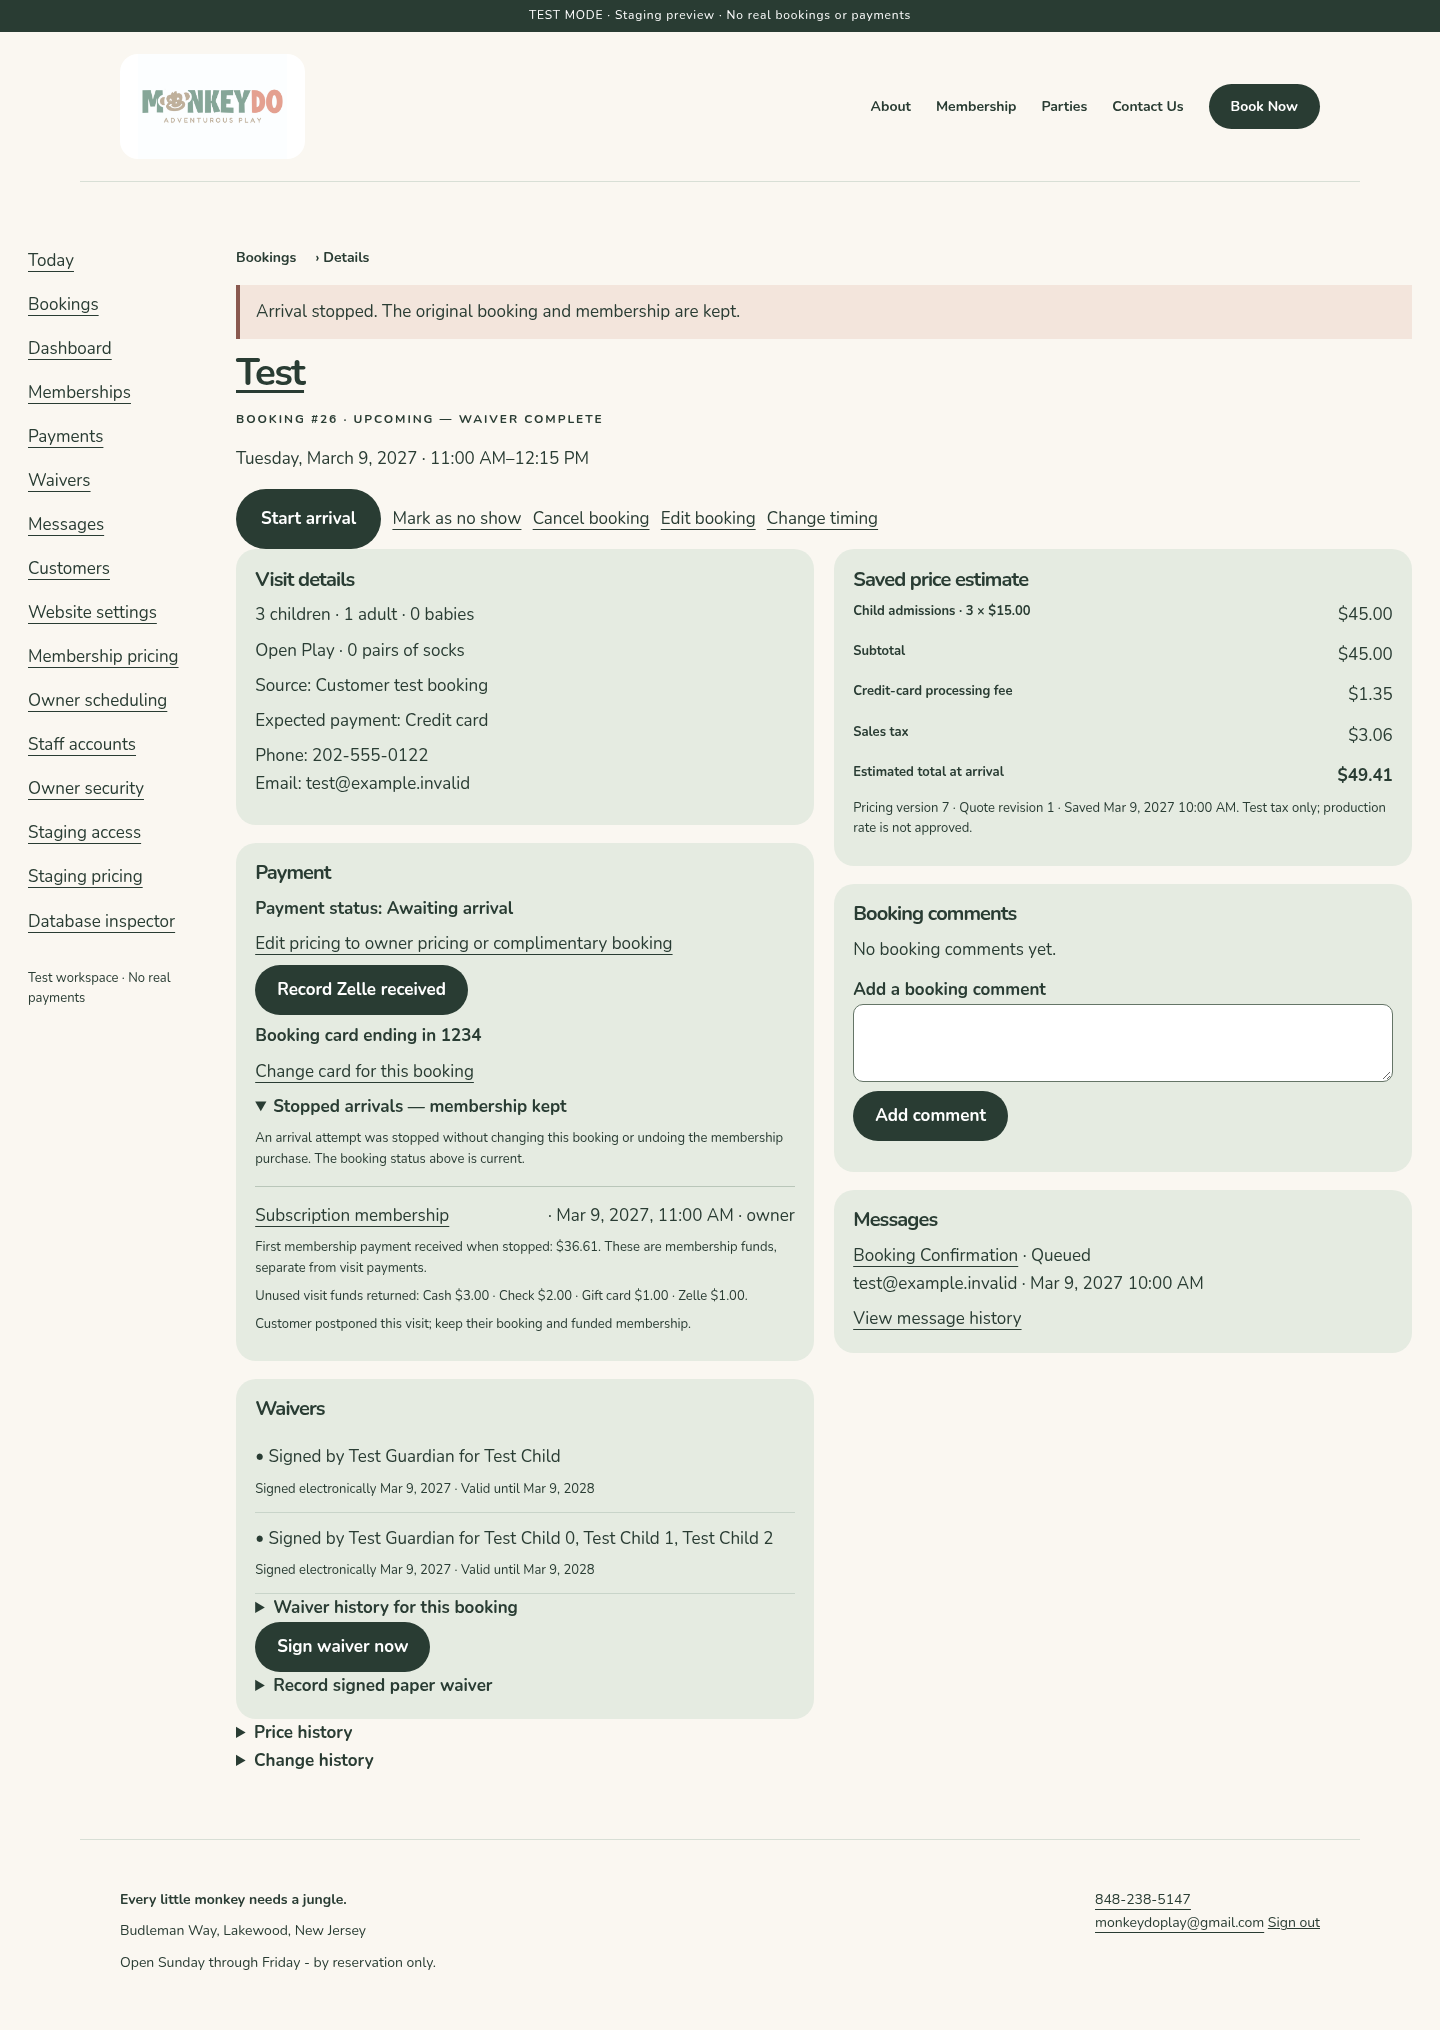 TEST MODE · Staging preview · No real bookings or payments
MONKEYDO
ADVENTUROUS PLAY
About
Membership
Parties
Contact Us
Book Now
Today
Bookings
Dashboard
Memberships
Payments
Waivers
Messages
Customers
Website settings
Membership pricing
Owner scheduling
Staff accounts
Owner security
Staging access
Staging pricing
Database inspector
Test workspace · No real
payments
Bookings › Details
Arrival stopped. The original booking and membership are kept.
Test
BOOKING #26 · UPCOMING — WAIVER COMPLETE
Tuesday, March 9, 2027 · 11:00 AM–12:15 PM
Start arrival Mark as no show Cancel booking Edit booking Change timing
Visit details
3 children · 1 adult · 0 babies
Open Play · 0 pairs of socks
Source: Customer test booking
Expected payment: Credit card
Phone: 202-555-0122
Email: test@example.invalid
Payment
Payment status: Awaiting arrival
Edit pricing to owner pricing or complimentary booking
Record Zelle received
Booking card ending in 1234
Change card for this booking
▼ Stopped arrivals — membership kept
An arrival attempt was stopped without changing this booking or undoing the membership
purchase. The booking status above is current.
Subscription membership · Mar 9, 2027, 11:00 AM · owner
First membership payment received when stopped: $36.61. These are membership funds,
separate from visit payments.
Unused visit funds returned: Cash $3.00 · Check $2.00 · Gift card $1.00 · Zelle $1.00.
Customer postponed this visit; keep their booking and funded membership.
Waivers
• Signed by Test Guardian for Test Child
Signed electronically Mar 9, 2027 · Valid until Mar 9, 2028
• Signed by Test Guardian for Test Child 0, Test Child 1, Test Child 2
Signed electronically Mar 9, 2027 · Valid until Mar 9, 2028
▶ Waiver history for this booking
Sign waiver now
▶ Record signed paper waiver
▶ Price history
▶ Change history
Saved price estimate
Child admissions · 3 × $15.00 $45.00
Subtotal $45.00
Credit-card processing fee $1.35
Sales tax $3.06
Estimated total at arrival $49.41
Pricing version 7 · Quote revision 1 · Saved Mar 9, 2027 10:00 AM. Test tax only; production
rate is not approved.
Booking comments
No booking comments yet.
Add a booking comment
Add comment
Messages
Booking Confirmation · Queued
test@example.invalid · Mar 9, 2027 10:00 AM
View message history
Every little monkey needs a jungle.
Budleman Way, Lakewood, New Jersey
Open Sunday through Friday - by reservation only.
848-238-5147
monkeydoplay@gmail.com Sign out